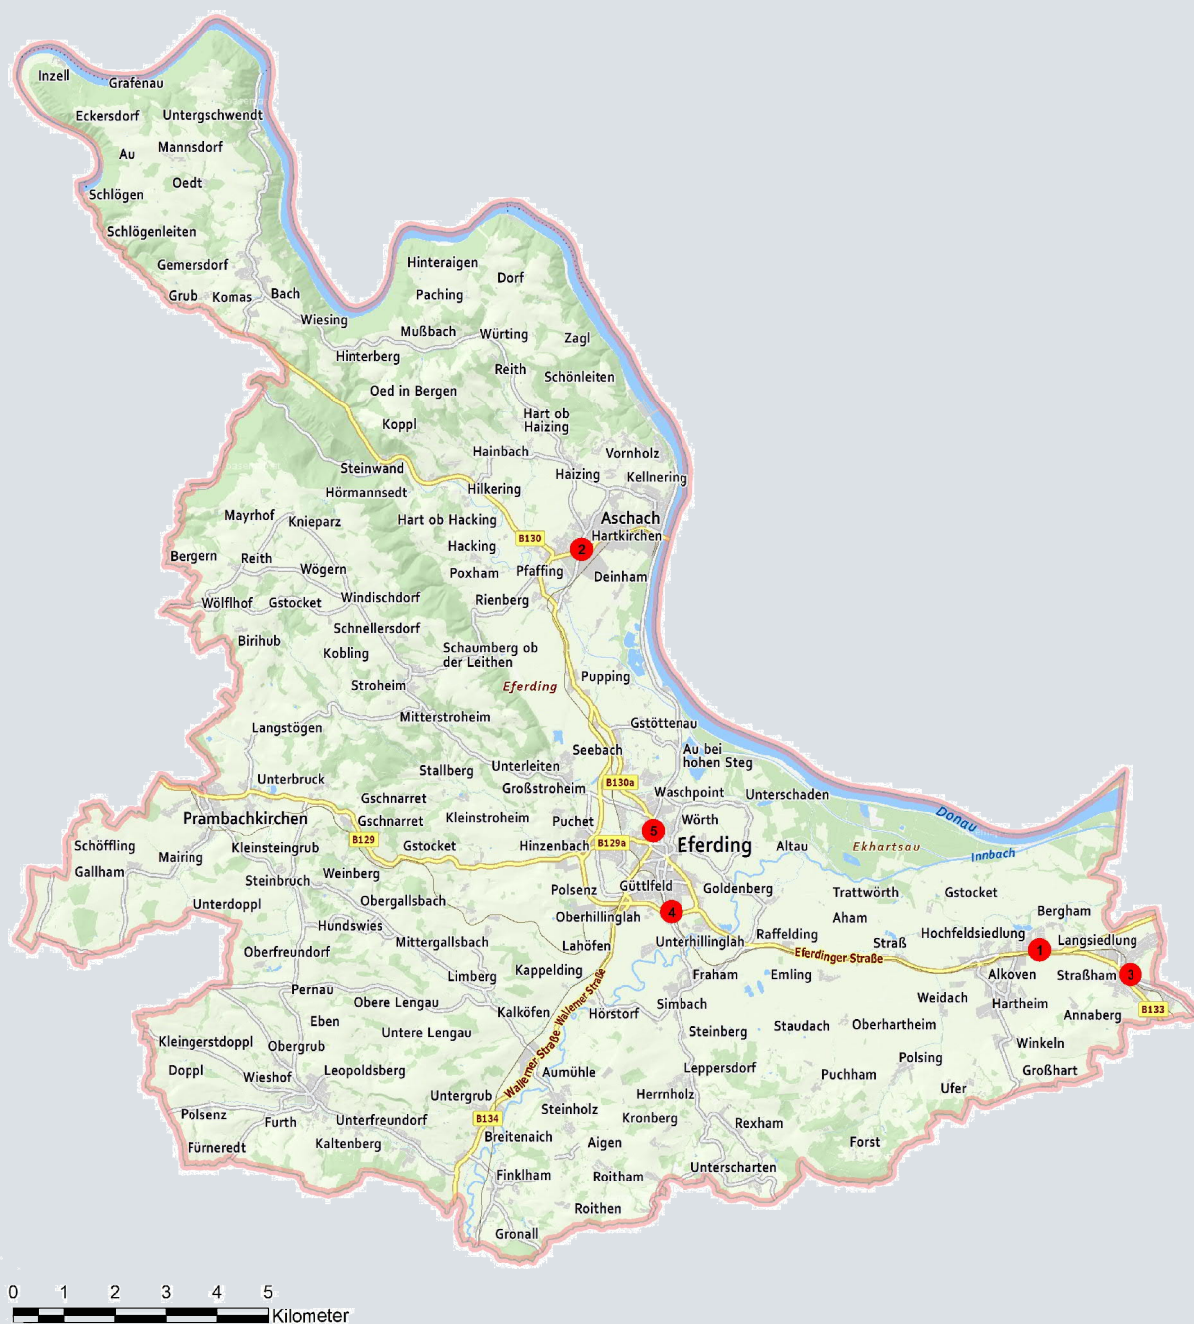 Inzell
Grafenau
Eckersdorf
Untergschwendt
Au
Mannsdorf
Oedt
Schlögen
Schlögenleiten
Gemersdorf
Grub
Komas
Bach
Wiesing
Hinteraigen
Dorf
Paching
Mußbach
Würting
Zagl
Hinterberg
Reith
Schönleiten
Oed in Bergen
Koppl
Hart ob
Haizing
Hainbach
Vornholz
Steinwand
Haizing
Kellnering
Hörmannsedt
Hilkering
Mayrhof
Knieparz
Hart ob Hacking
Aschach
Hartkirchen
B130
2
Bergern
Reith
Hacking
Wögern
Poxham
Pfaffing
Deinham
Wölflhof
Gstocket
Windischdorf
Rienberg
Birihub
Schnellersdorf
Kobling
Schaumberg ob
der Leithen
Stroheim
Eferding
Pupping
Mitterstroheim
Langstögen
Gstöttenau
Seebach
Au bei
hohen Steg
Unterbruck
Stallberg
Unterleiten
B130a
Großstroheim
Waschpoint
Unterschaden
Gschnarret
Prambachkirchen
Gschnarret
Kleinstroheim
Puchet
Wörth
Donau
5
Schöffling
Kleinsteingrub
B129
Gstocket
Hinzenbach
B129a
Eferding
Altau
Ekhartsau
Innbach
Mairing
Gallham
Steinbruch
Weinberg
Polsenz
Güttlfeld
Goldenberg
Trattwörth
Gstocket
Unterdoppl
Obergallsbach
Oberhillinglah
4
Aham
Bergham
Hundswies
Mittergallsbach
Lahöfen
Unterhillinglah
Raffelding
Straß
Hochfeldsiedlung
Langsiedlung
1
Oberfreundorf
Eferdinger Straße
Limberg
Kappelding
Fraham
Emling
Alkoven
Straßham
3
Pernau
Obere Lengau
Kalköfen
Hörstorf
Simbach
Weidach
Hartheim
Annaberg
B133
Eben
Untere Lengau
Wallerner Straße
Wallerner Straße
Steinberg
Staudach
Oberhartheim
Kleingerstdoppl
Obergrub
Winkeln
Doppl
Wieshof
Leopoldsberg
Aumühle
Leppersdorf
Polsing
Puchham
Großhart
Untergrub
Herrnholz
Ufer
Polsenz
Furth
Unterfreundorf
B134
Steinholz
Kronberg
Rexham
Fürneredt
Kaltenberg
Breitenaich
Aigen
Forst
Finklham
Roitham
Unterscharten
Roithen
Gronall
0 1 2 3 4 5
Kilometer